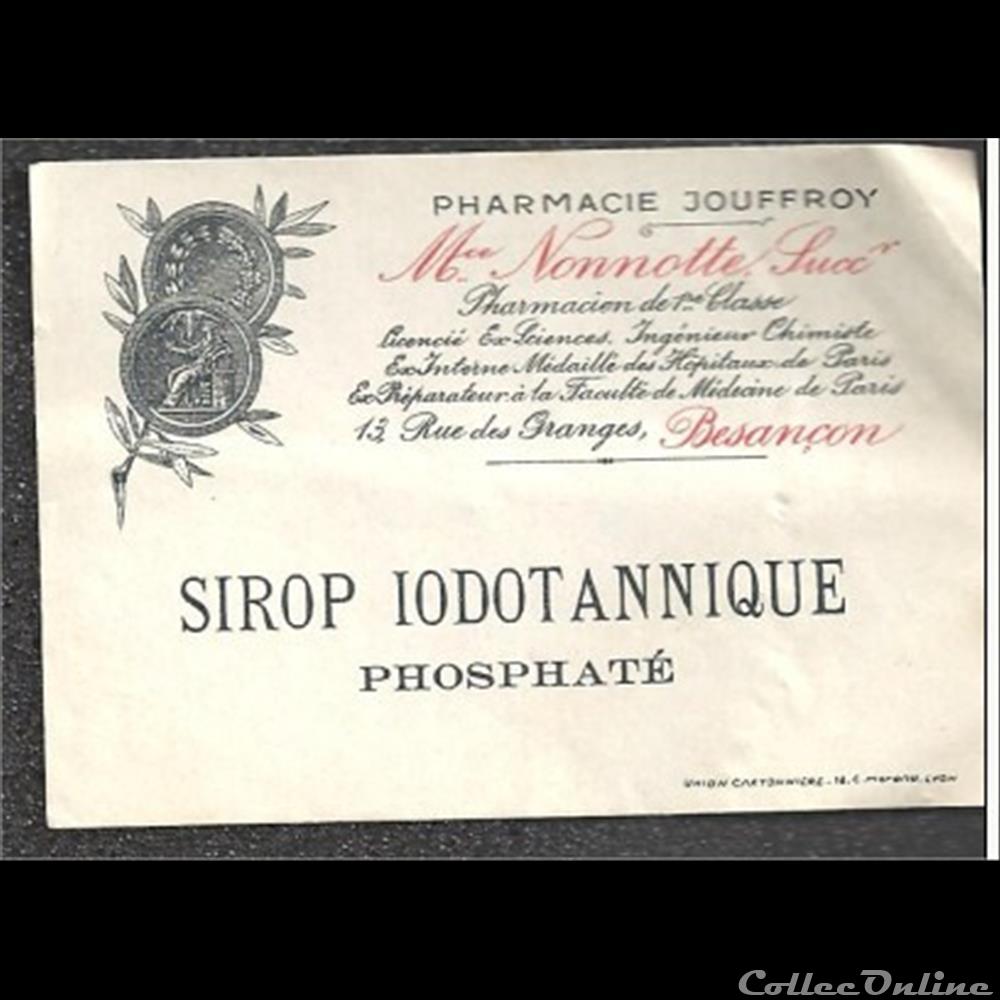 PHARMACIE JOUFFROY
Mce Nonnotte, Succr
Pharmacien de 1re Classe
Licencié Ex Sciences. Ingénieur Chimiste
Ex Interne Médaillé des Hôpitaux de Paris
Ex Préparateur à la Faculté de Médecine de Paris
13, Rue des Granges, Besançon
SIROP IODOTANNIQUE
PHOSPHATÉ
UNION CARTONNIÈRE. LYON
CollecOnline